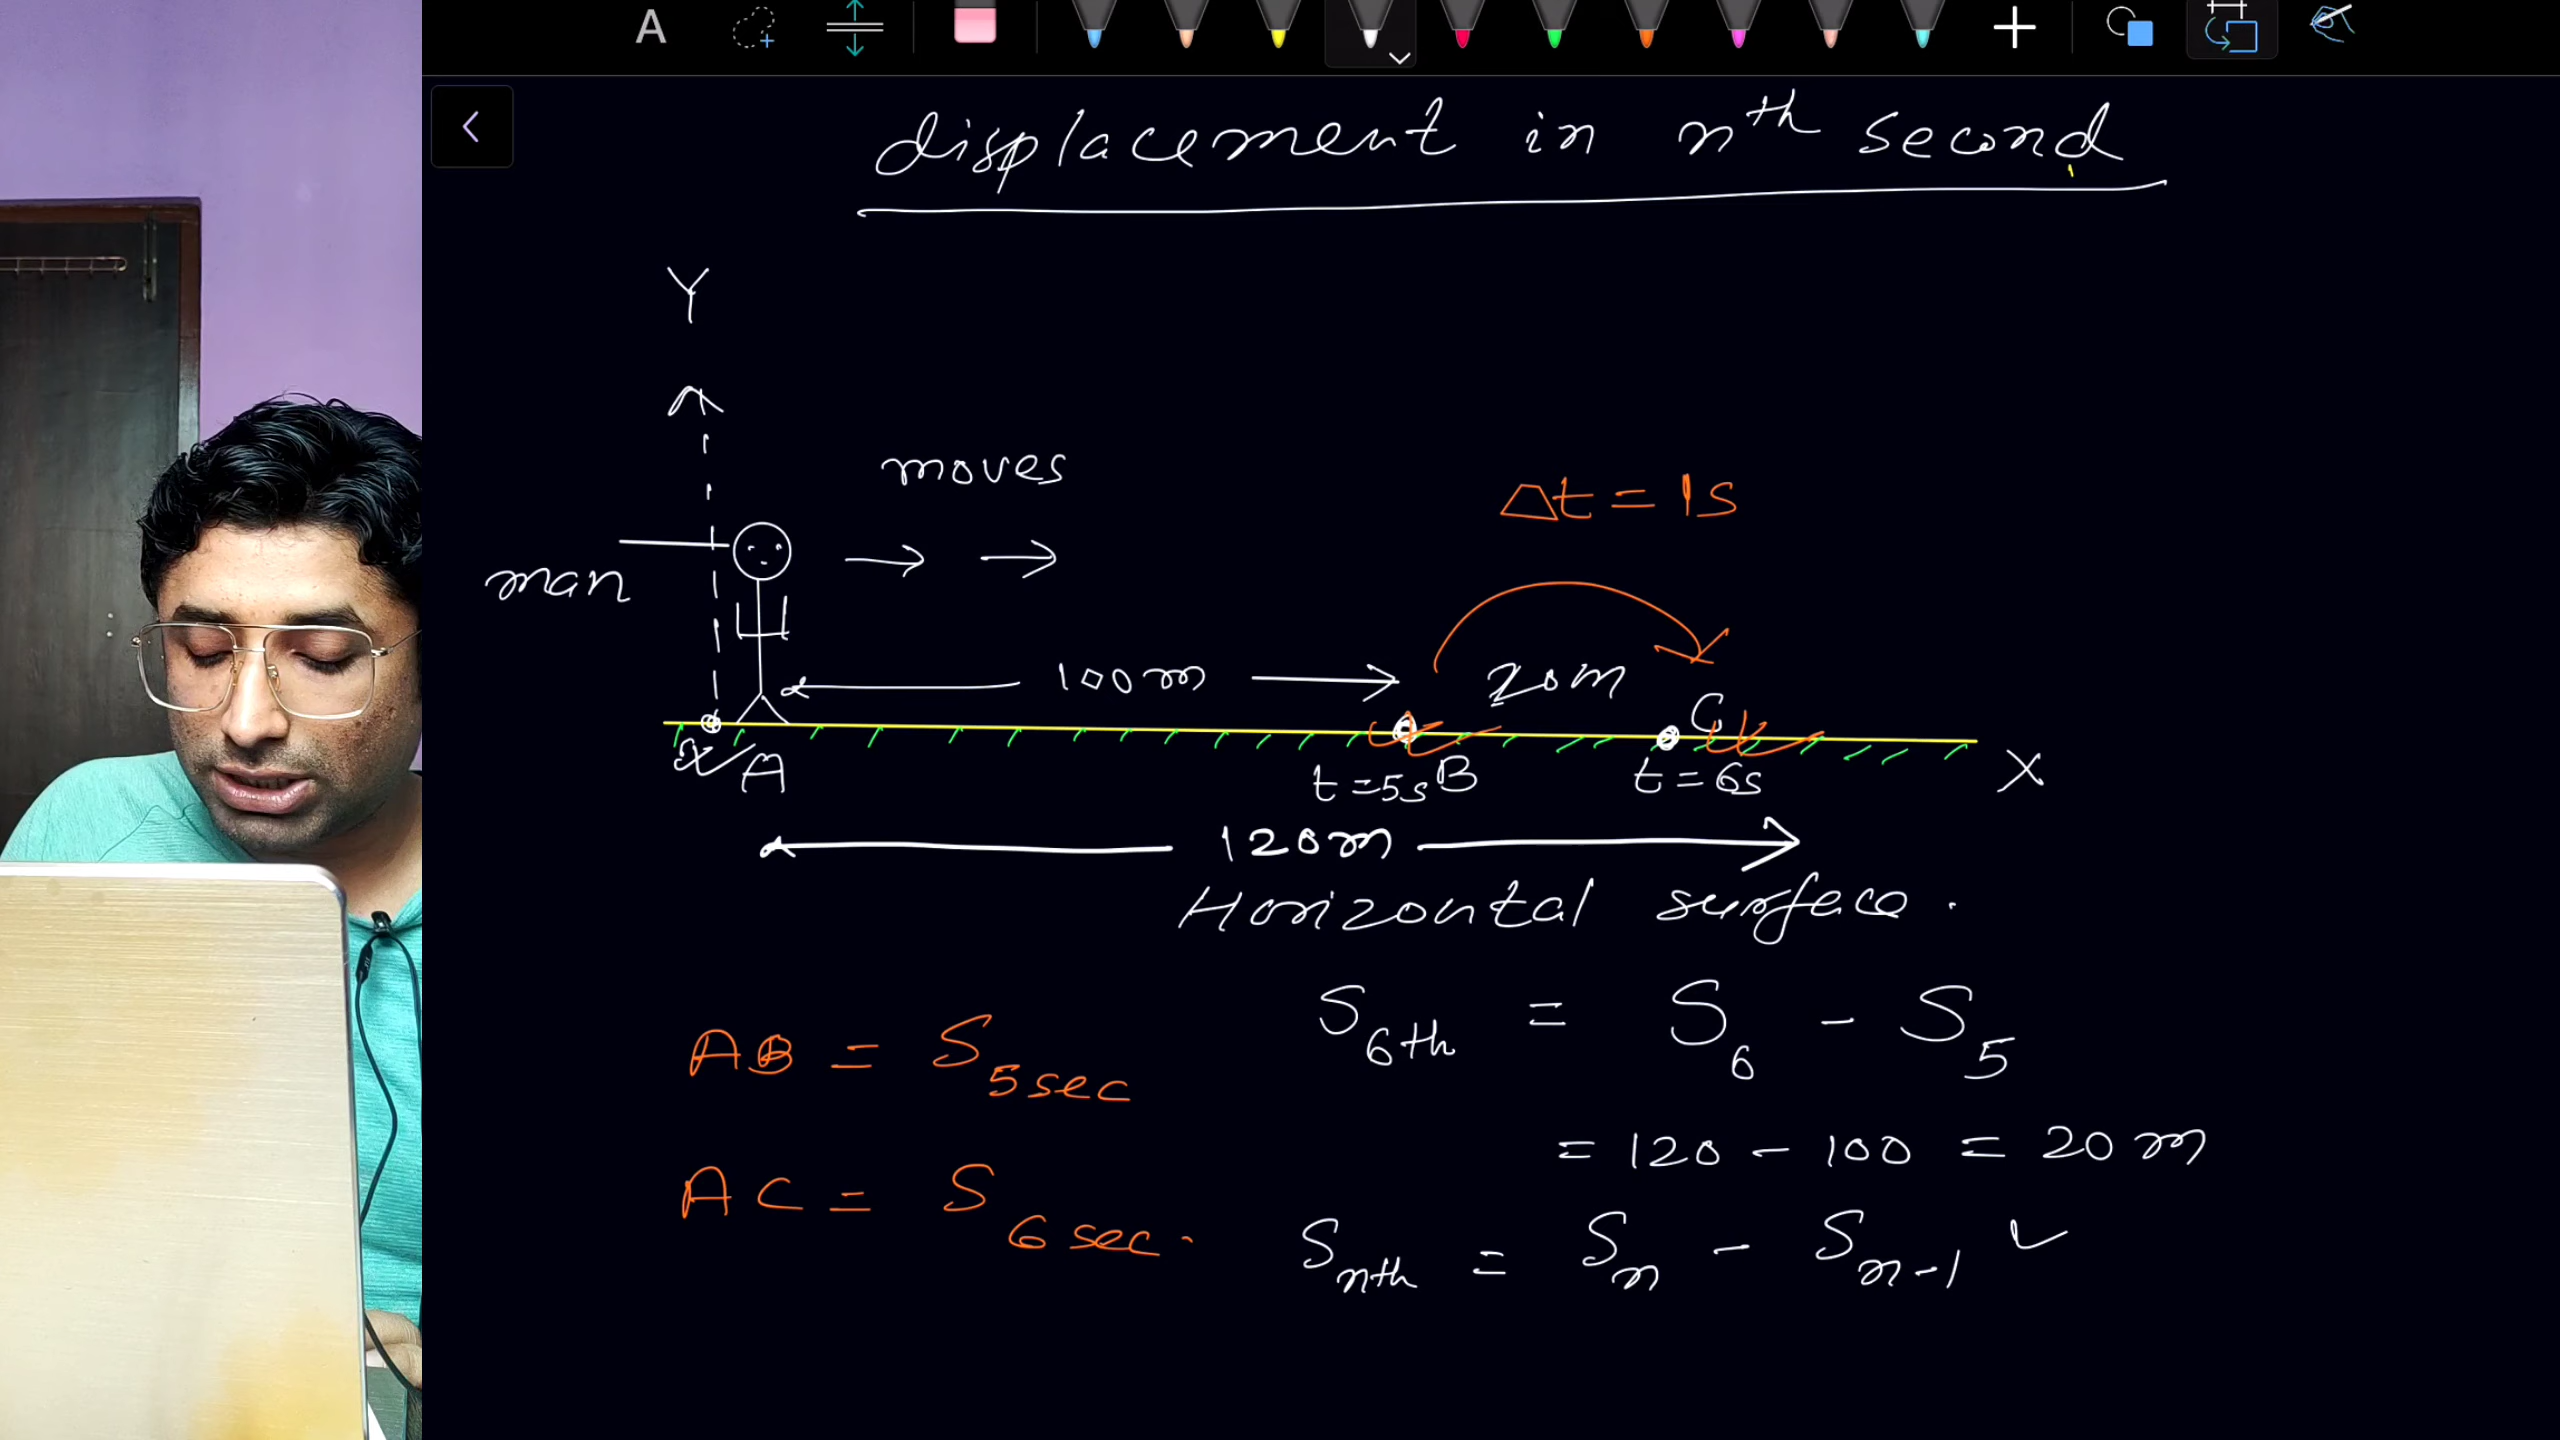 A
displacement in nth second
Y
moves
Δt = 1s
man
100m
20m
C
A
t=5s B
t = 6s
X
120m
Horizontal surface.
S6th = S6 - S5
AB = S5sec
= 120 - 100 = 20m
AC = S6sec.
Snth = Sn - Sn-1